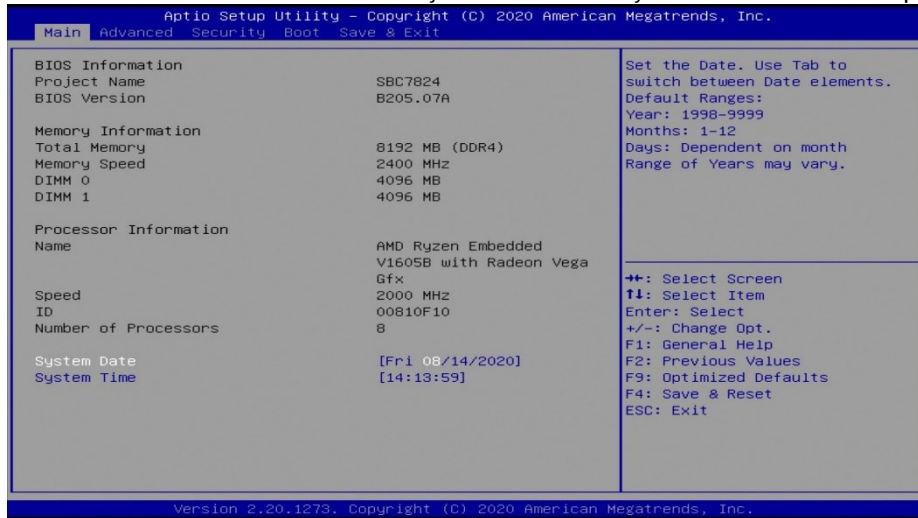 Aptio Setup Utility – Copyright (C) 2020 American Megatrends, Inc.
Main Advanced Security Boot Save & Exit
BIOS Information
Project Name SBC7824
BIOS Version B205.07A
Memory Information
Total Memory 8192 MB (DDR4)
Memory Speed 2400 MHz
DIMM 0 4096 MB
DIMM 1 4096 MB
Processor Information
Name AMD Ryzen Embedded
V1605B with Radeon Vega
Gfx
Speed 2000 MHz
ID 00810F10
Number of Processors 8
System Date [Fri 08/14/2020]
System Time [14:13:59]
Set the Date. Use Tab to
switch between Date elements.
Default Ranges:
Year: 1998-9999
Months: 1-12
Days: Dependent on month
Range of Years may vary.
→←: Select Screen
↑↓: Select Item
Enter: Select
+/-: Change Opt.
F1: General Help
F2: Previous Values
F9: Optimized Defaults
F4: Save & Reset
ESC: Exit
Version 2.20.1273. Copyright (C) 2020 American Megatrends, Inc.